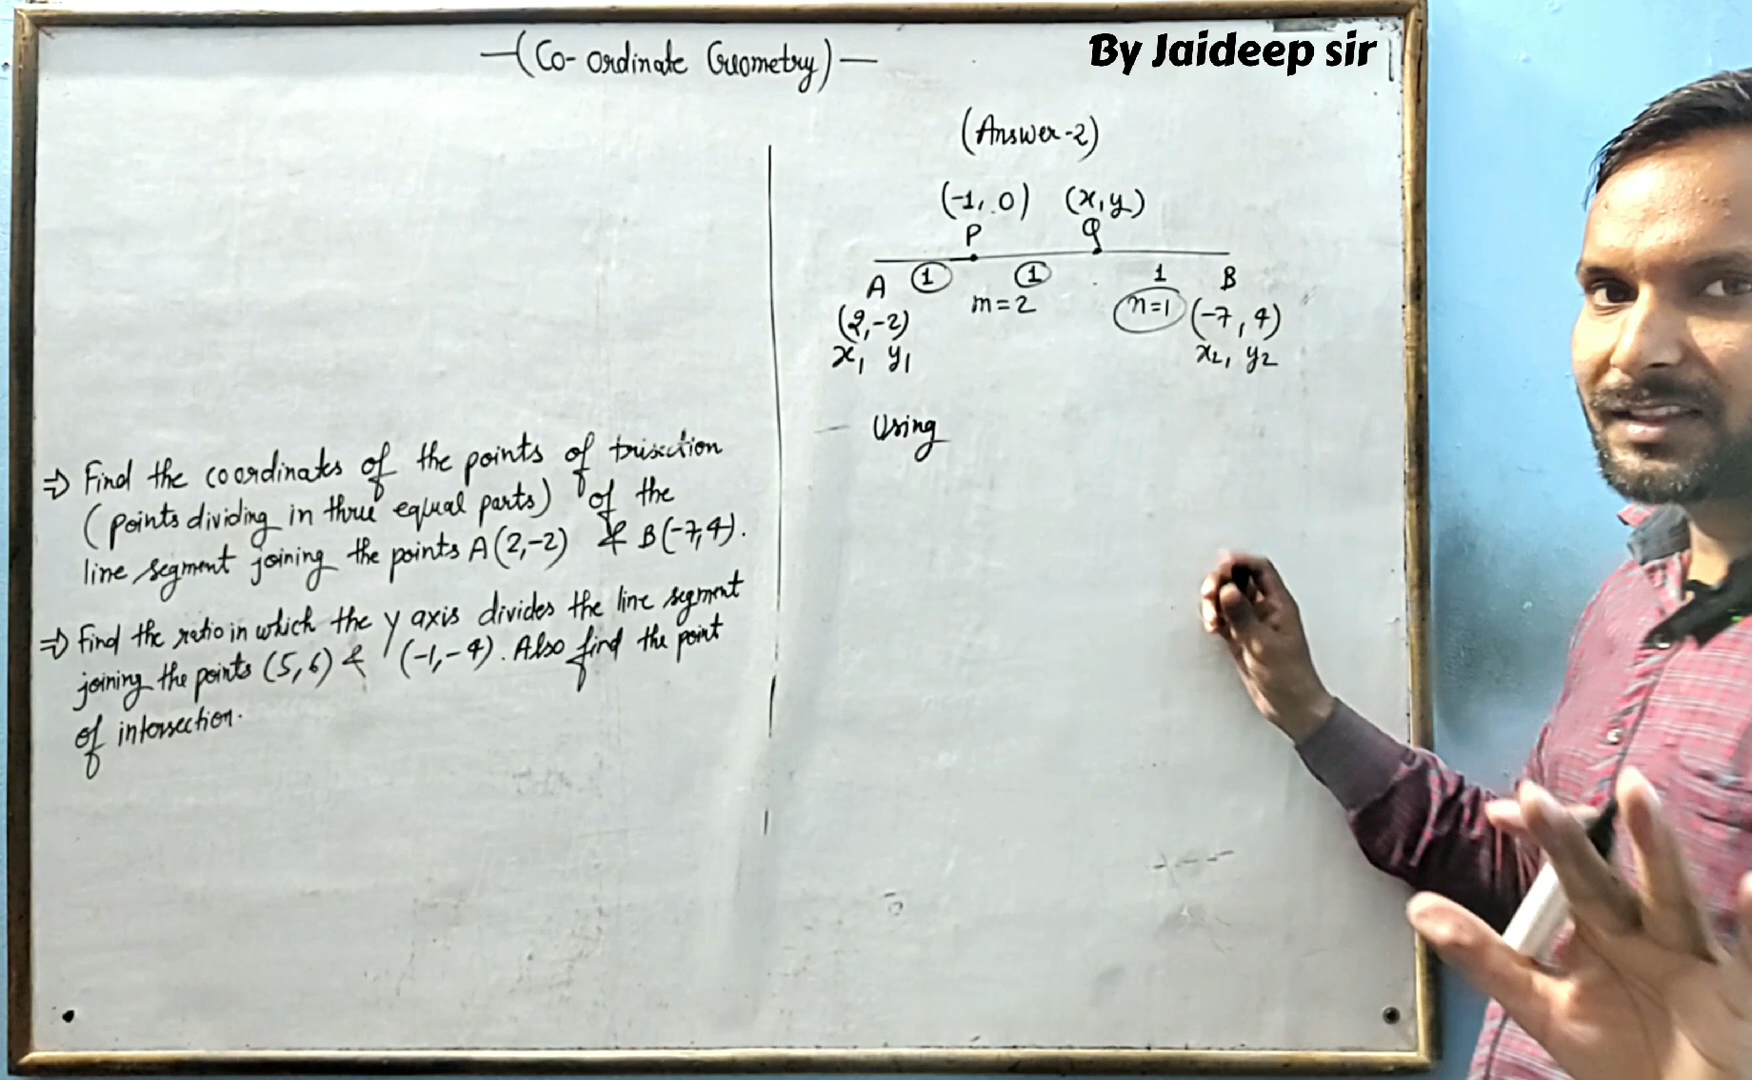 —(Co-ordinate Geometry)—
By Jaideep sir
⇒ Find the coordinates of the points of trisection
(points dividing in three equal parts) of the
line segment joining the points A(2,-2) & B(-7,4).
⇒ Find the ratio in which the y axis divides the line segment
joining the points (5,6) & (-1,-4). Also find the point
of intersection.
(Answer-2)
(-1, 0) (x,y)
P Q
A 1 1 1 B
m=2 n=1
(2,-2) (-7,4)
x1 y1 x2, y2
Using